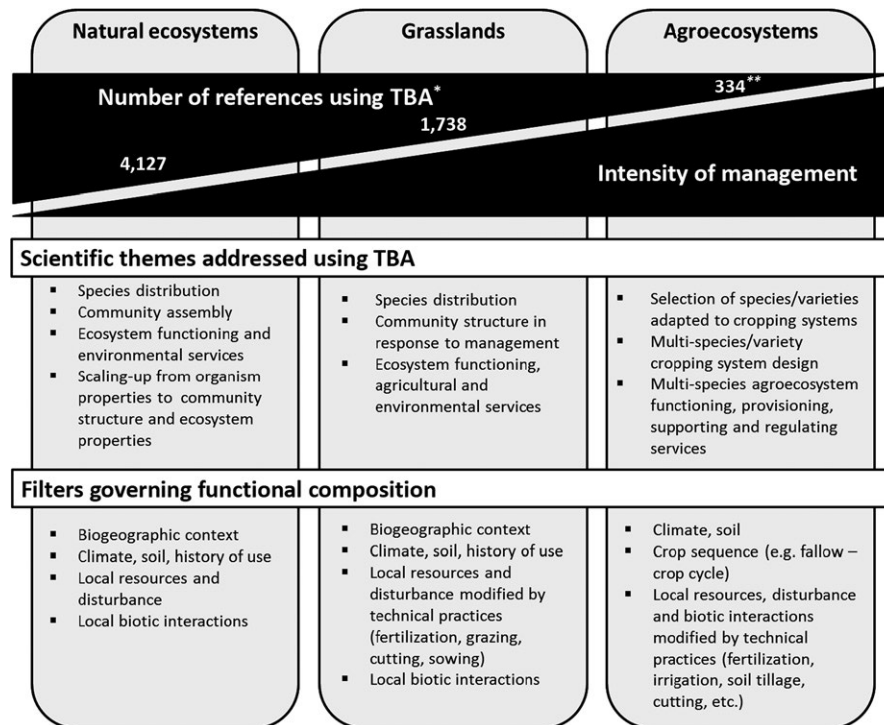 Natural ecosystems
Grasslands
Agroecosystems
Number of references using TBA*
4,127
1,738
334**
Intensity of management
Scientific themes addressed using TBA
▪ Species distribution
▪ Community assembly
▪ Ecosystem functioning and
environmental services
▪ Scaling-up from organism
properties to community
structure and ecosystem
properties
▪ Species distribution
▪ Community structure in
response to management
▪ Ecosystem functioning,
agricultural and
environmental services
▪ Selection of species/varieties
adapted to cropping systems
▪ Multi-species/variety
cropping system design
▪ Multi-species agroecosystem
functioning, provisioning,
supporting and regulating
services
Filters governing functional composition
▪ Biogeographic context
▪ Climate, soil, history of use
▪ Local resources and
disturbance
▪ Local biotic interactions
▪ Biogeographic context
▪ Climate, soil, history of use
▪ Local resources and
disturbance modified by
technical practices
(fertilization, grazing,
cutting, sowing)
▪ Local biotic interactions
▪ Climate, soil
▪ Crop sequence (e.g. fallow –
crop cycle)
▪ Local resources, disturbance
and biotic interactions
modified by technical
practices (fertilization,
irrigation, soil tillage,
cutting, etc.)